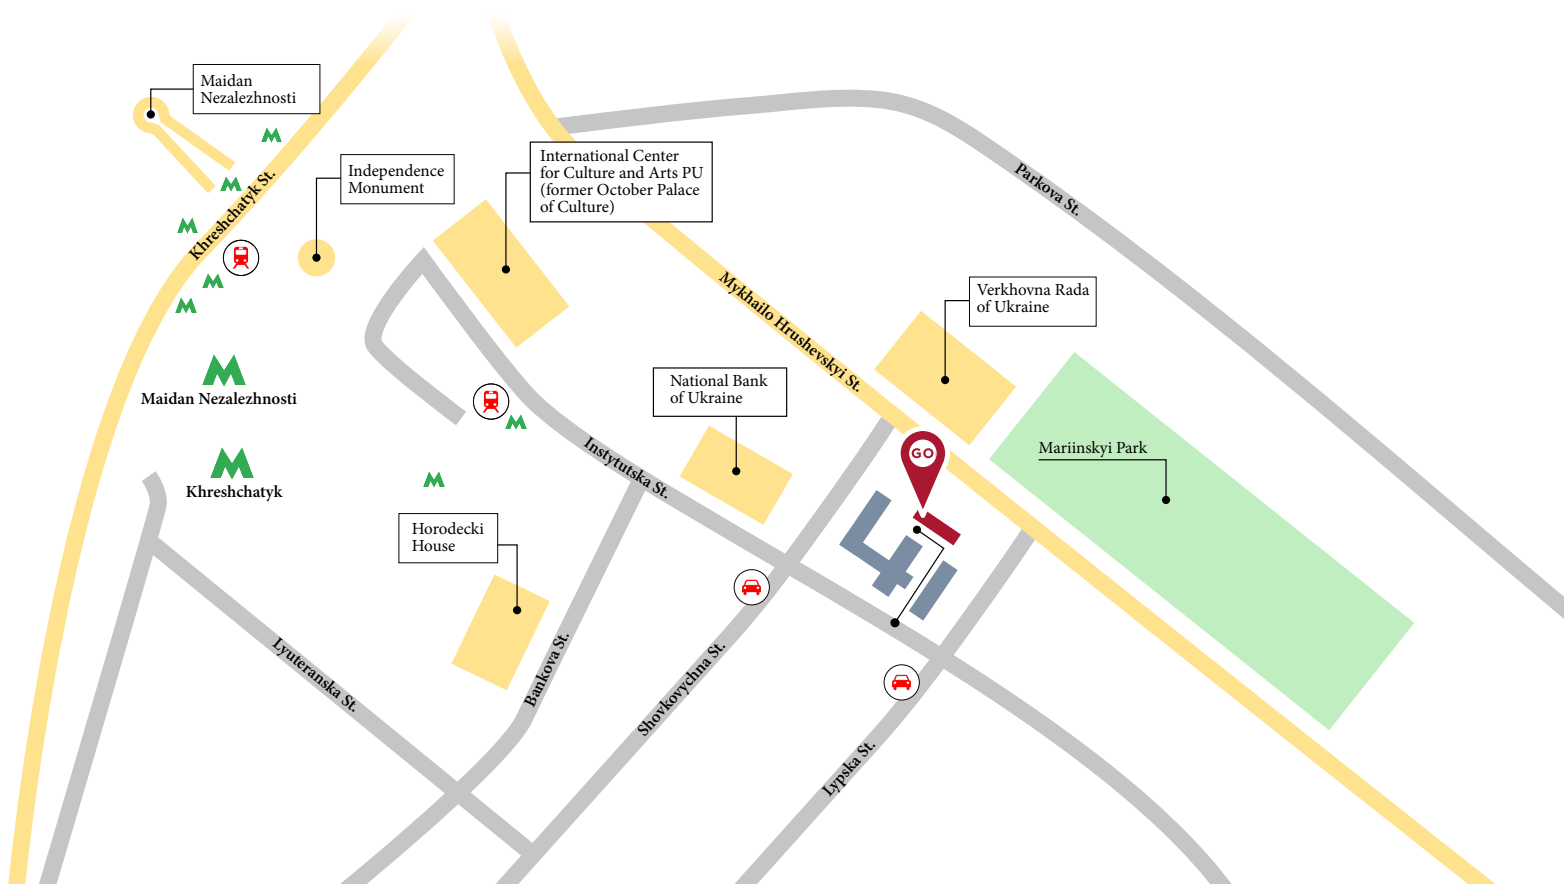 Maidan
Nezalezhnosti
Khreshchatyk St.
Independence
Monument
International Center
for Culture and Arts PU
(former October Palace
of Culture)
Parkova St.
Mykhailo Hrushevskyi St.
Verkhovna Rada
of Ukraine
Maidan Nezalezhnosti
National Bank
of Ukraine
Instytutska St.
GO
Mariinskyi Park
Khreshchatyk
Horodecki
House
Lyuteranska St.
Bankova St.
Shovkovychna St.
Lypska St.